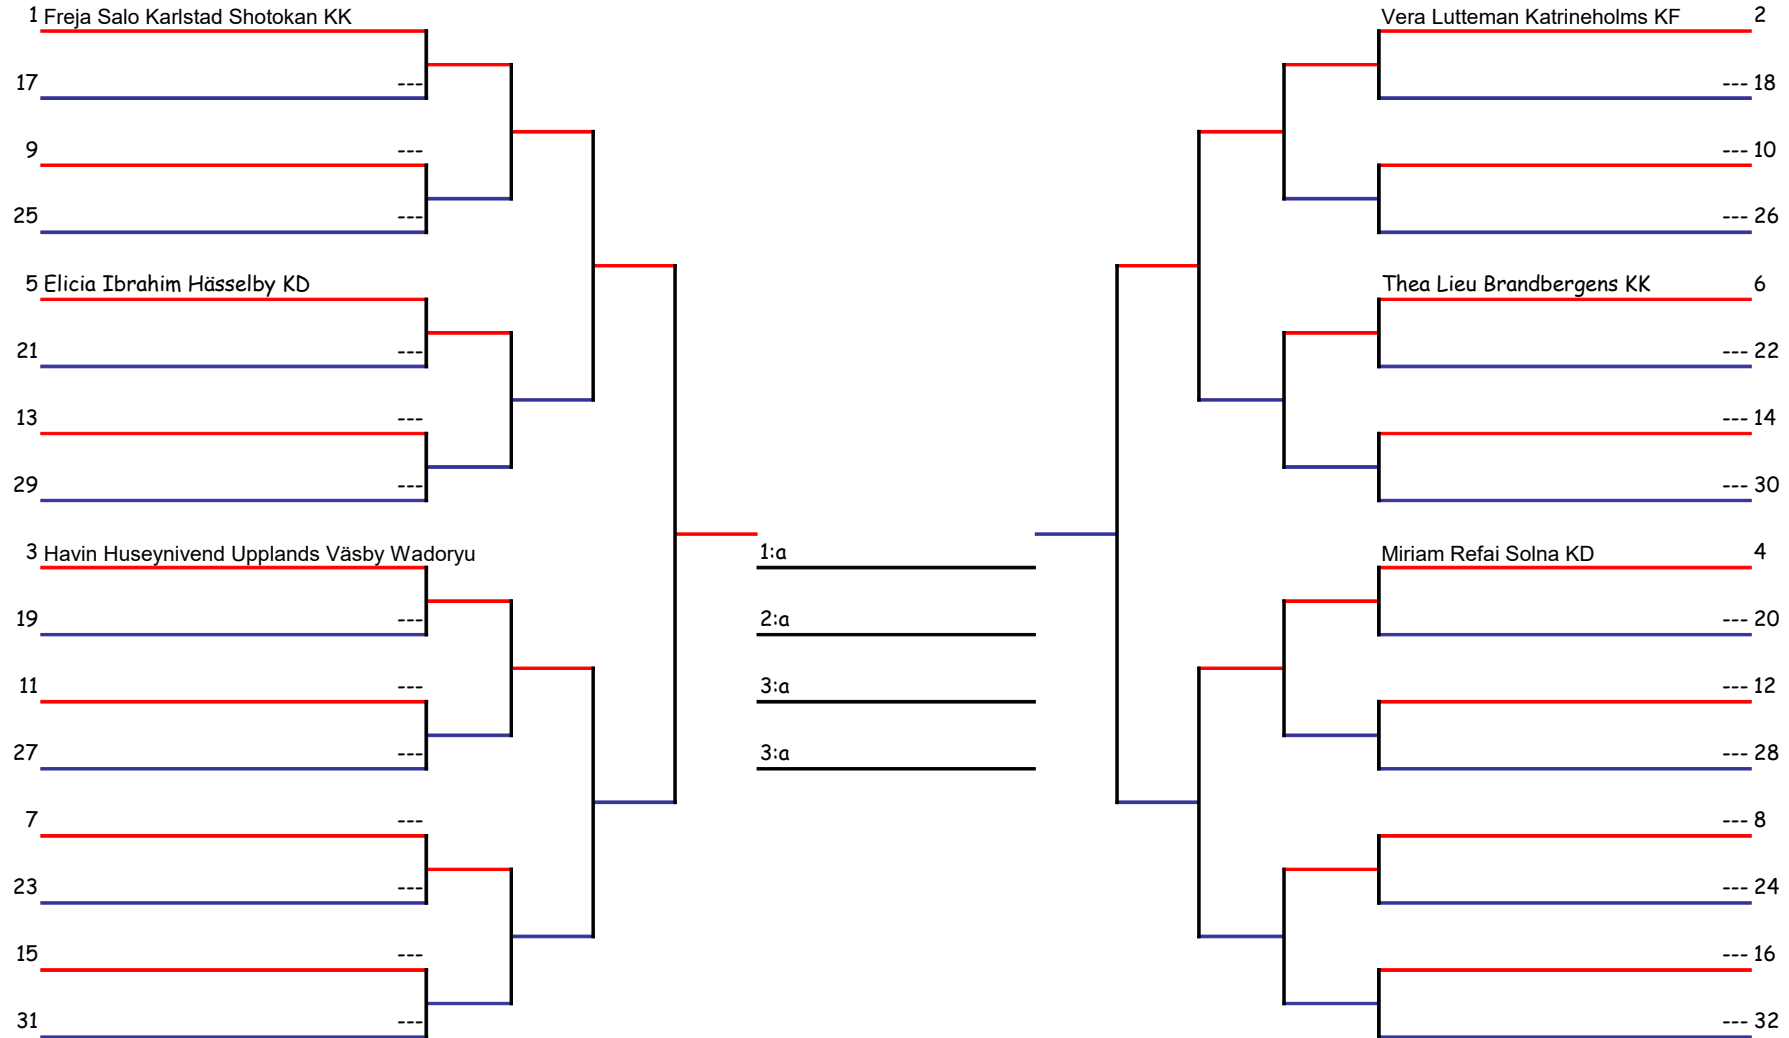 1 Freja Salo Karlstad Shotokan KK
17 ---
9 ---
25 ---
5 Elicia Ibrahim Hässelby KD
21 ---
13 ---
29 ---
3 Havin Huseynivend Upplands Väsby Wadoryu
19 ---
11 ---
27 ---
7 ---
23 ---
15 ---
31 ---
1:a
2:a
3:a
3:a
Vera Lutteman Katrineholms KF 2
--- 18
--- 10
--- 26
Thea Lieu Brandbergens KK 6
--- 22
--- 14
--- 30
Miriam Refai Solna KD 4
--- 20
--- 12
--- 28
--- 8
--- 24
--- 16
--- 32